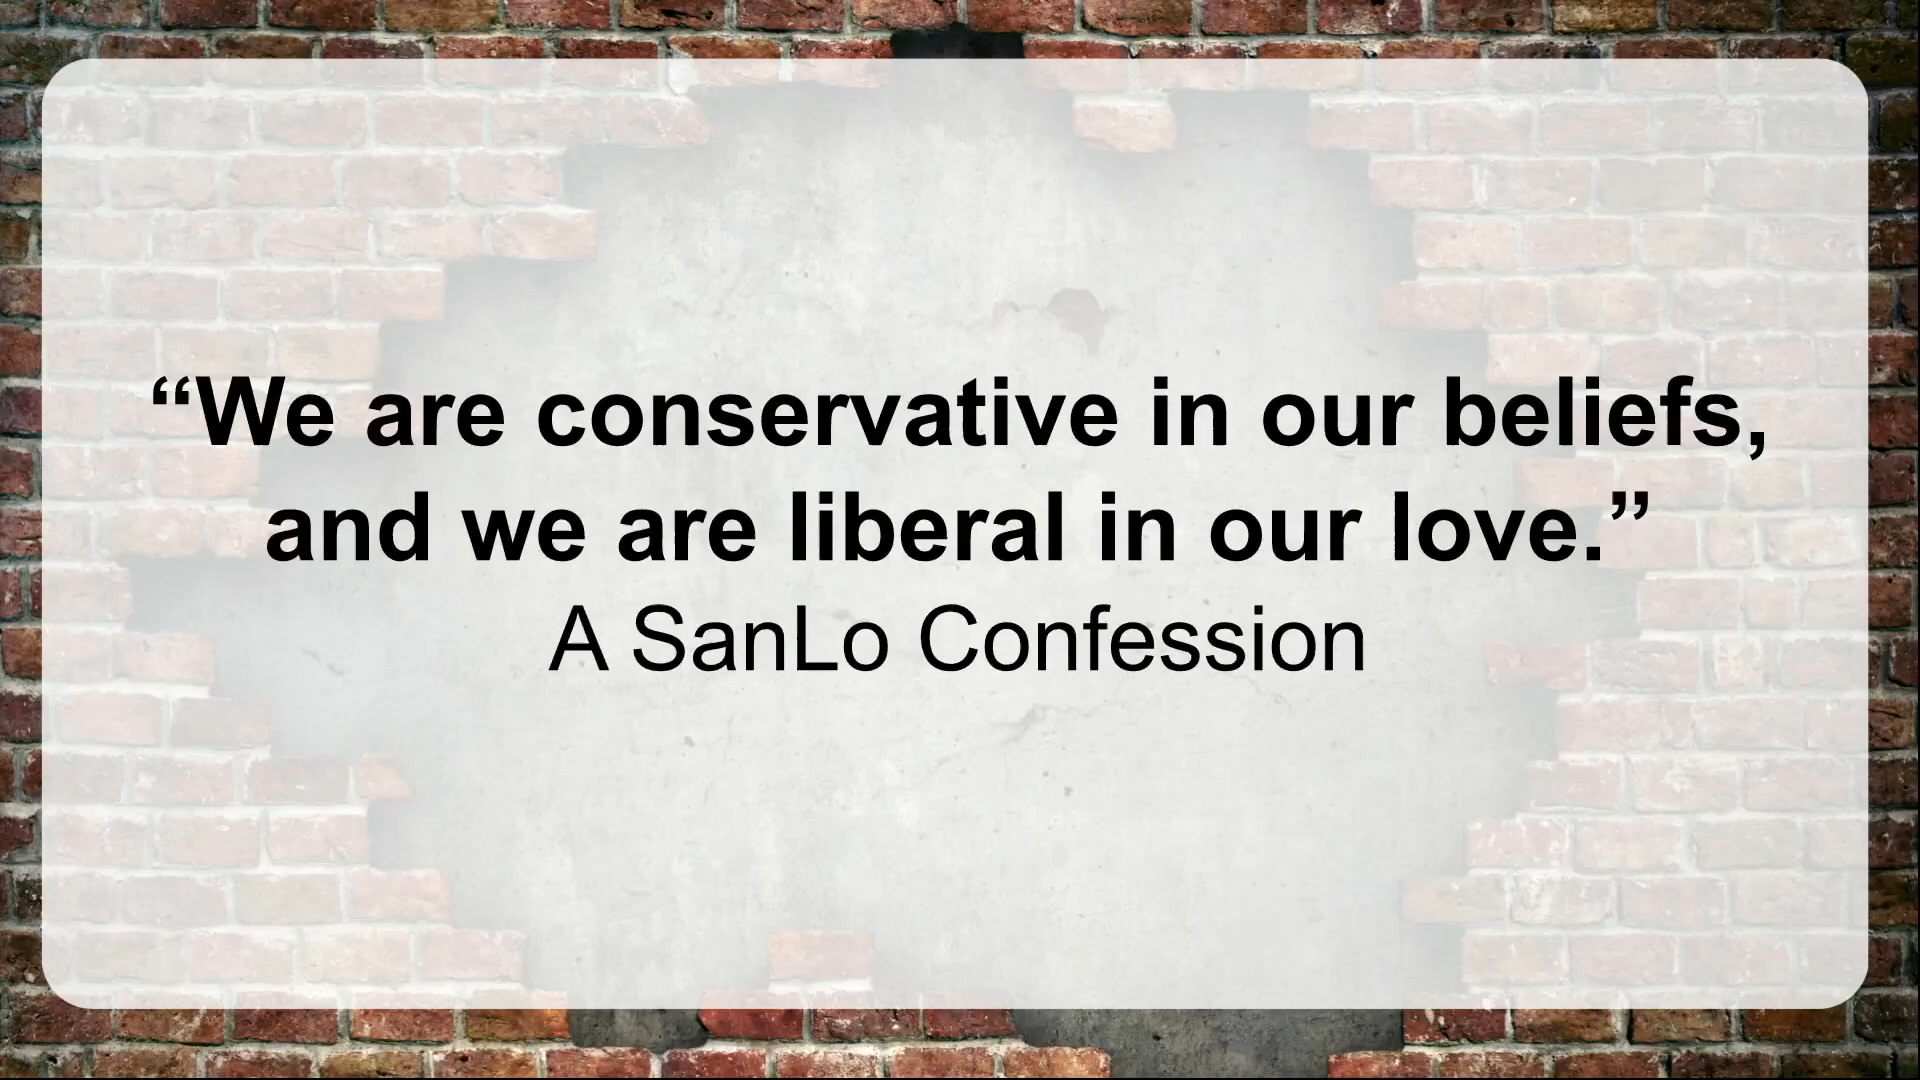 “We are conservative in our beliefs,
and we are liberal in our love.”
A SanLo Confession